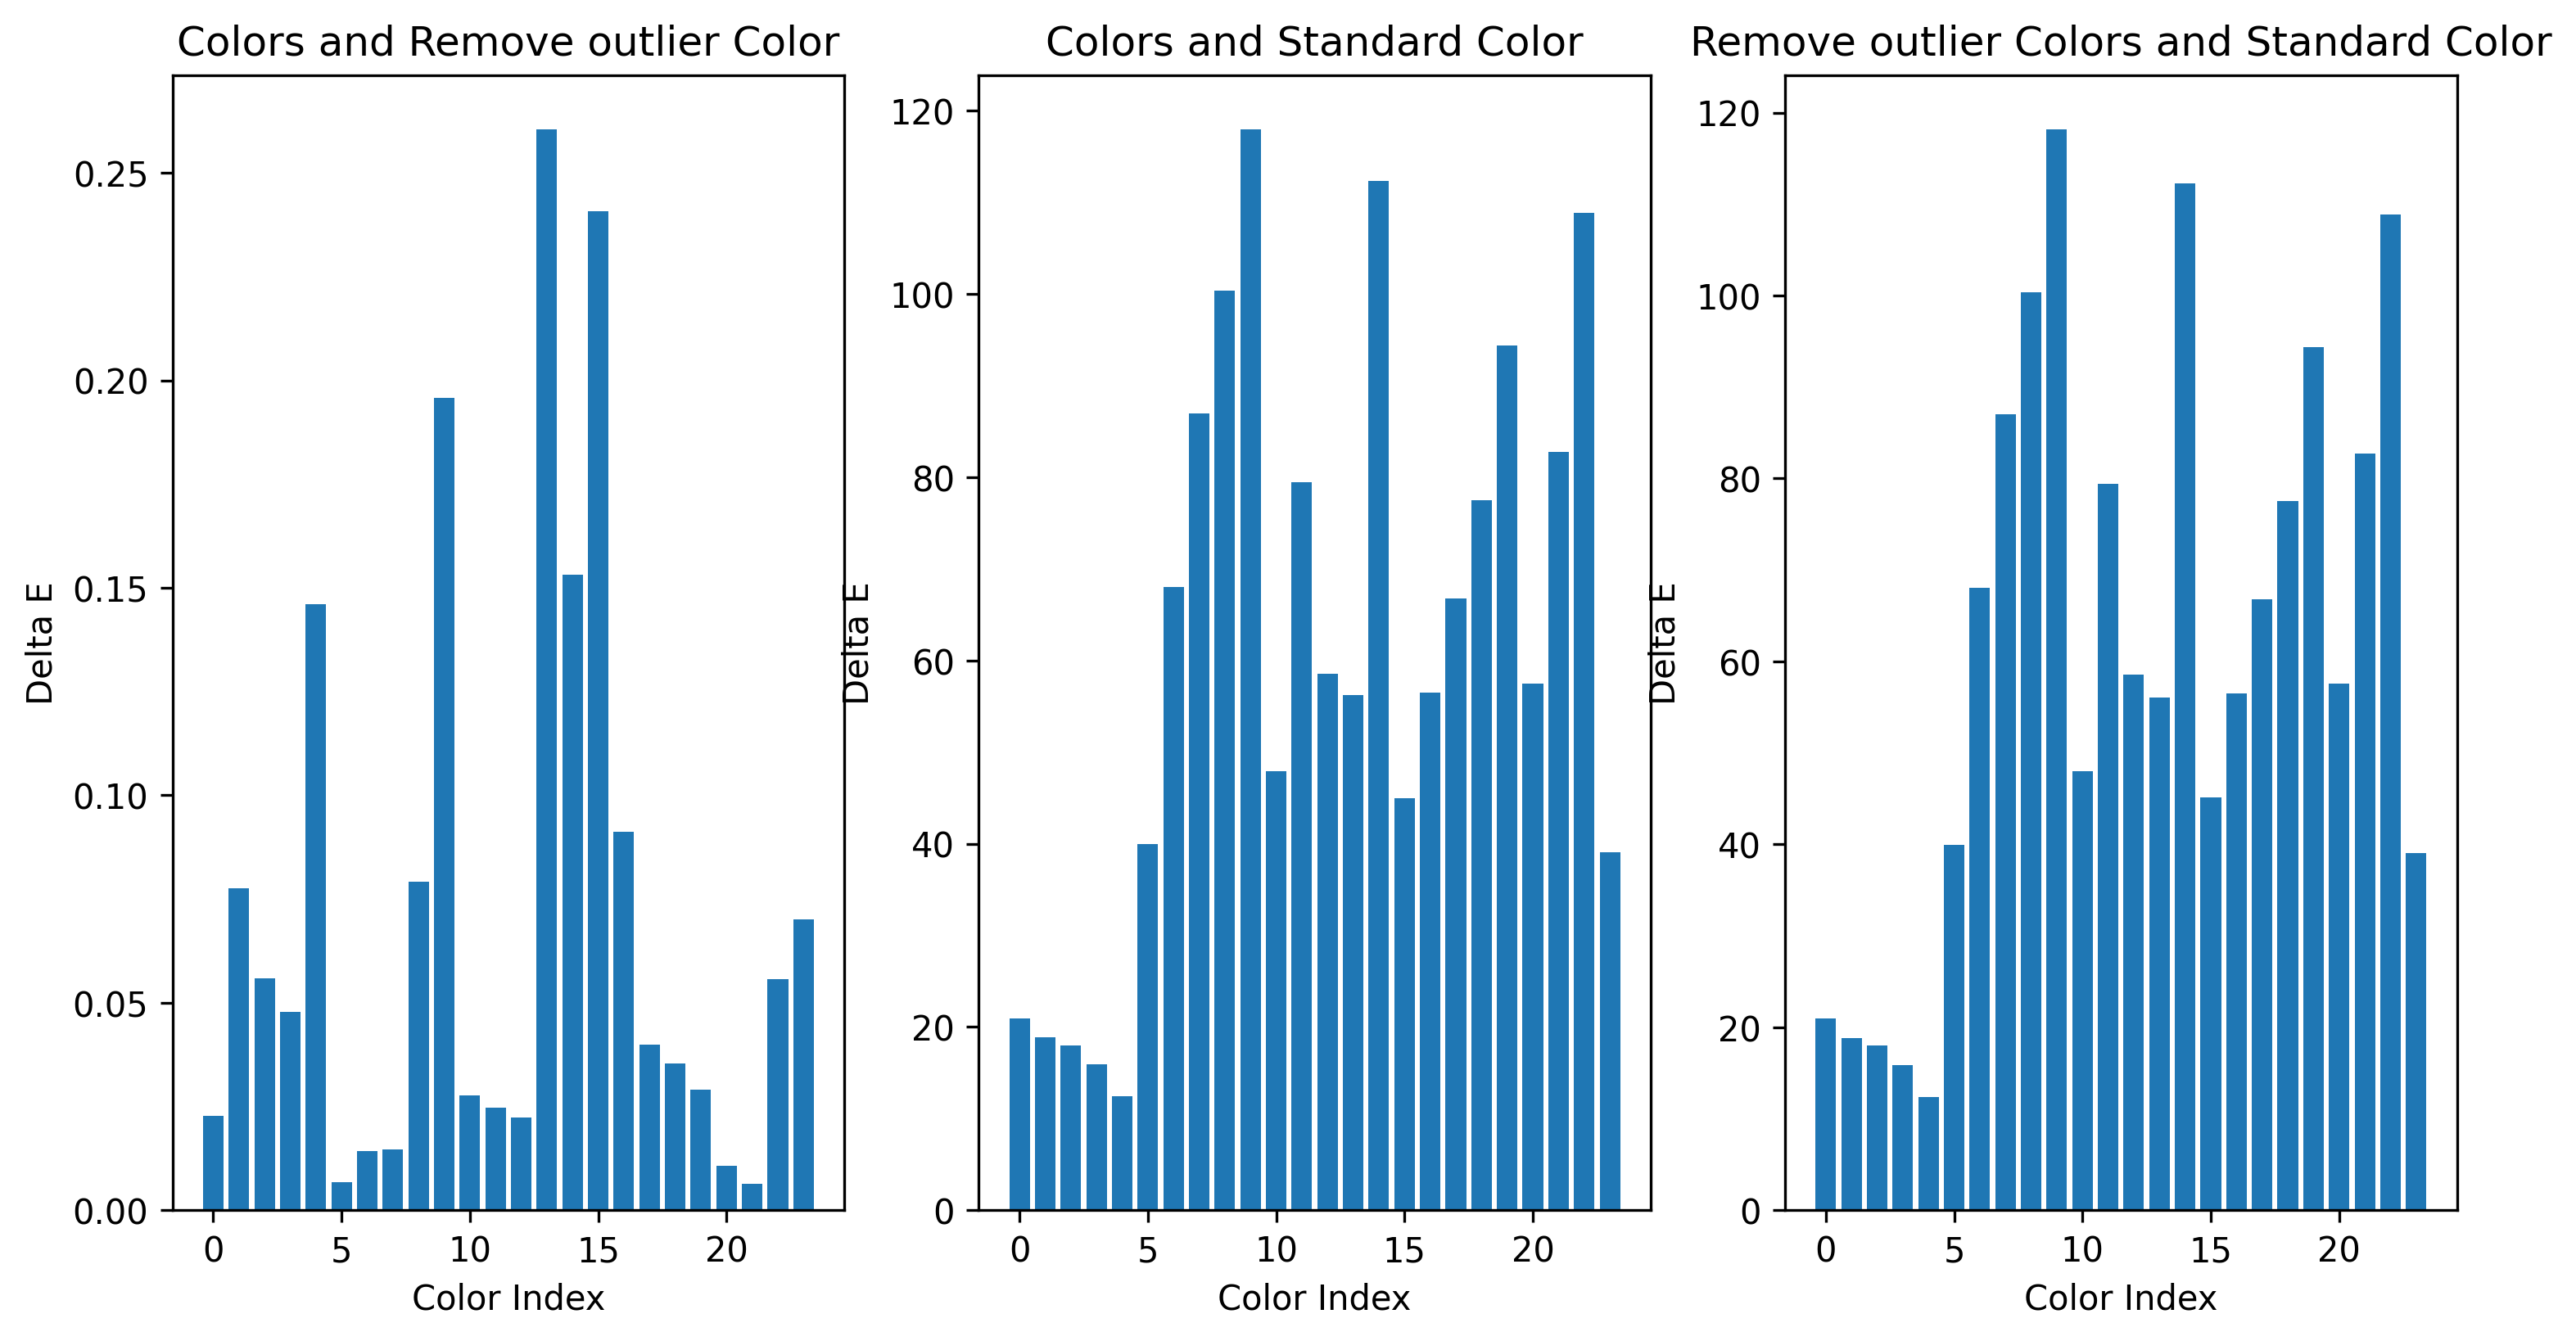 Colors and Remove outlier Color
Delta E
0.25
0.20
0.15
0.10
0.05
0.00
0 5 10 15 20
Color Index
Colors and Standard Color
Delta E
120
100
80
60
40
20
0
0 5 10 15 20
Color Index
Remove outlier Colors and Standard Color
Delta E
120
100
80
60
40
20
0
0 5 10 15 20
Color Index